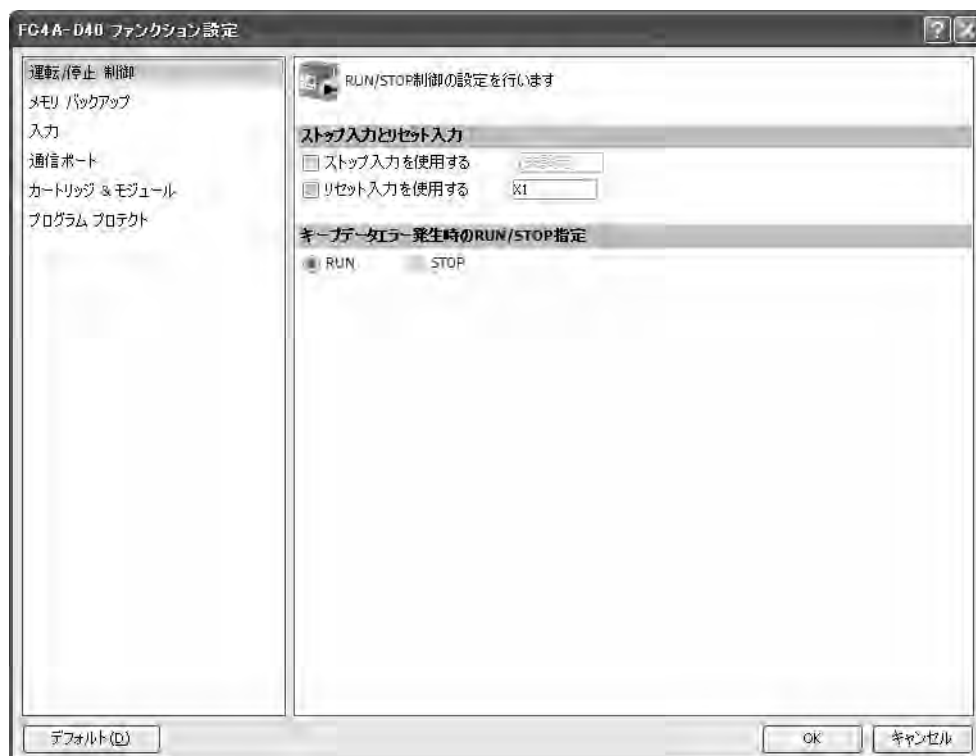 FC4A-D40 ファンクション設定
運転/停止 制御
メモリ バックアップ
入力
通信ポート
カートリッジ & モジュール
プログラム プロテクト
RUN/STOP制御の設定を行います
ストップ入力とリセット入力
ストップ入力を使用する
リセット入力を使用する X1
キープデータエラー発生時のRUN/STOP指定
RUN STOP
デフォルト(D) OK キャンセル